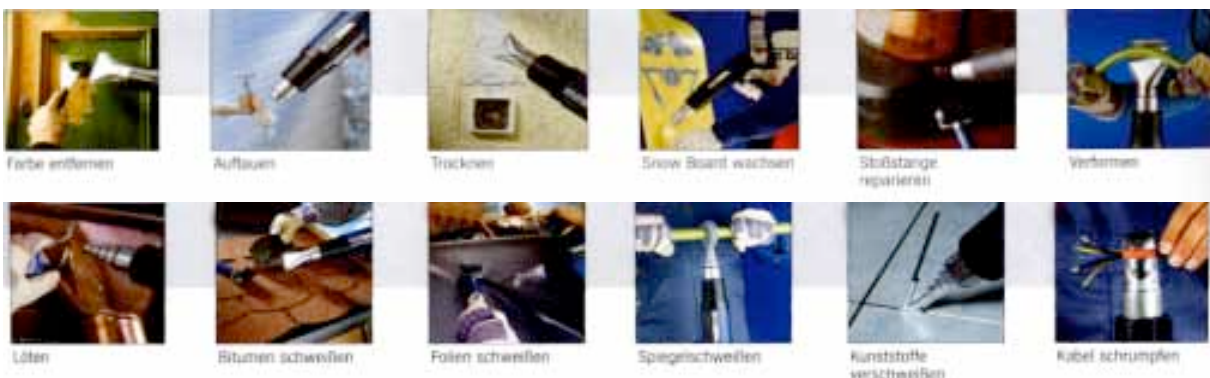 Farbe entfernen
Auftauen
Trocknen
Snow Board wachsen
Stoßstange
reparieren
Verformen
Löten
Bitumen schweißen
Folien schweißen
Spiegelschweißen
Kunststoffe
verschweißen
Kabel schrumpfen